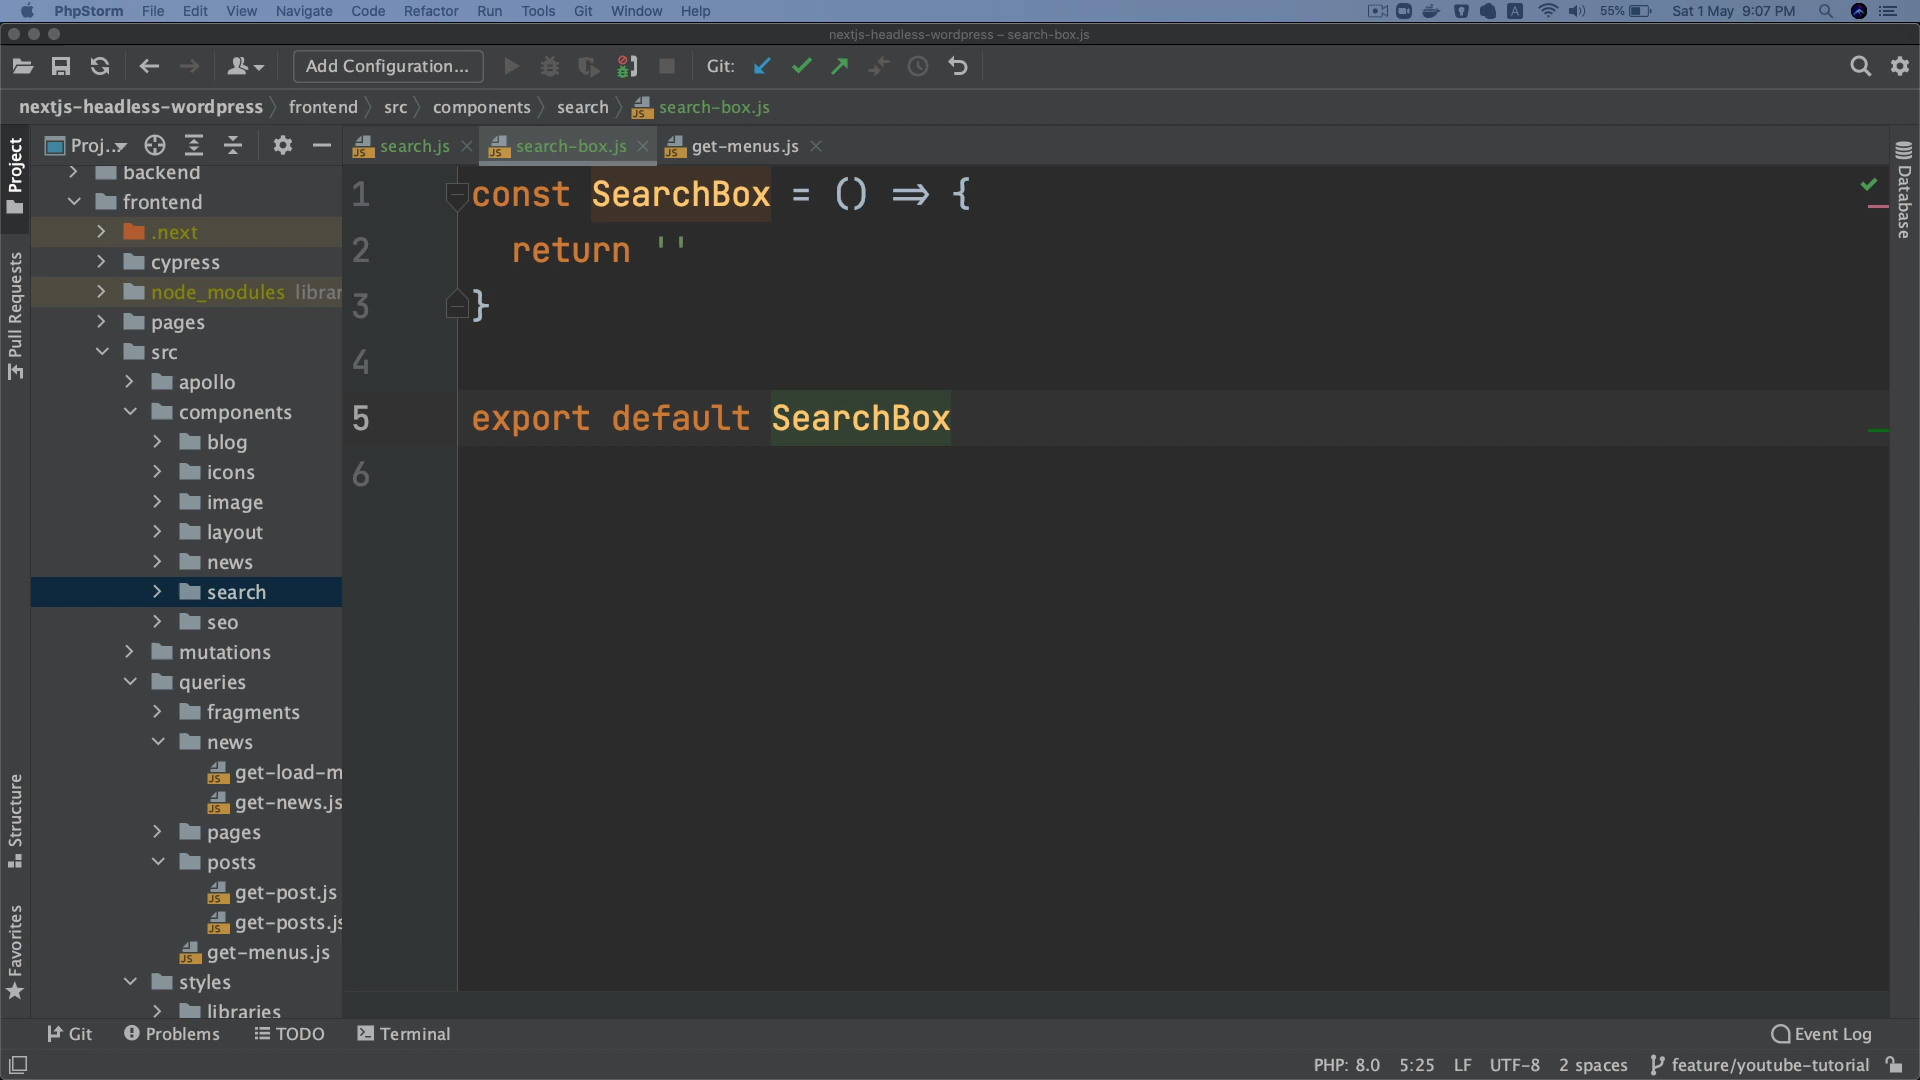 PhpStorm File Edit View Navigate Code Refactor Run Tools Git Window Help A 55% Sat 1 May 9:07 PM
nextjs-headless-wordpress – search-box.js
Add Configuration... Git:
nextjs-headless-wordpress frontend src components search search-box.js
Proj.. search.js search-box.js get-menus.js
Project
Pull Requests
Structure
Favorites
backend
frontend
.next
cypress
node_modules librar
pages
src
apollo
components
blog
icons
image
layout
news
search
seo
mutations
queries
fragments
news
get-load-m
get-news.js
pages
posts
get-post.js
get-posts.js
get-menus.js
styles
libraries
1 const SearchBox = () => {
2 return ''
3 }
4
5 export default SearchBox
6
Database
Git Problems TODO Terminal Event Log
PHP: 8.0 5:25 LF UTF-8 2 spaces feature/youtube-tutorial